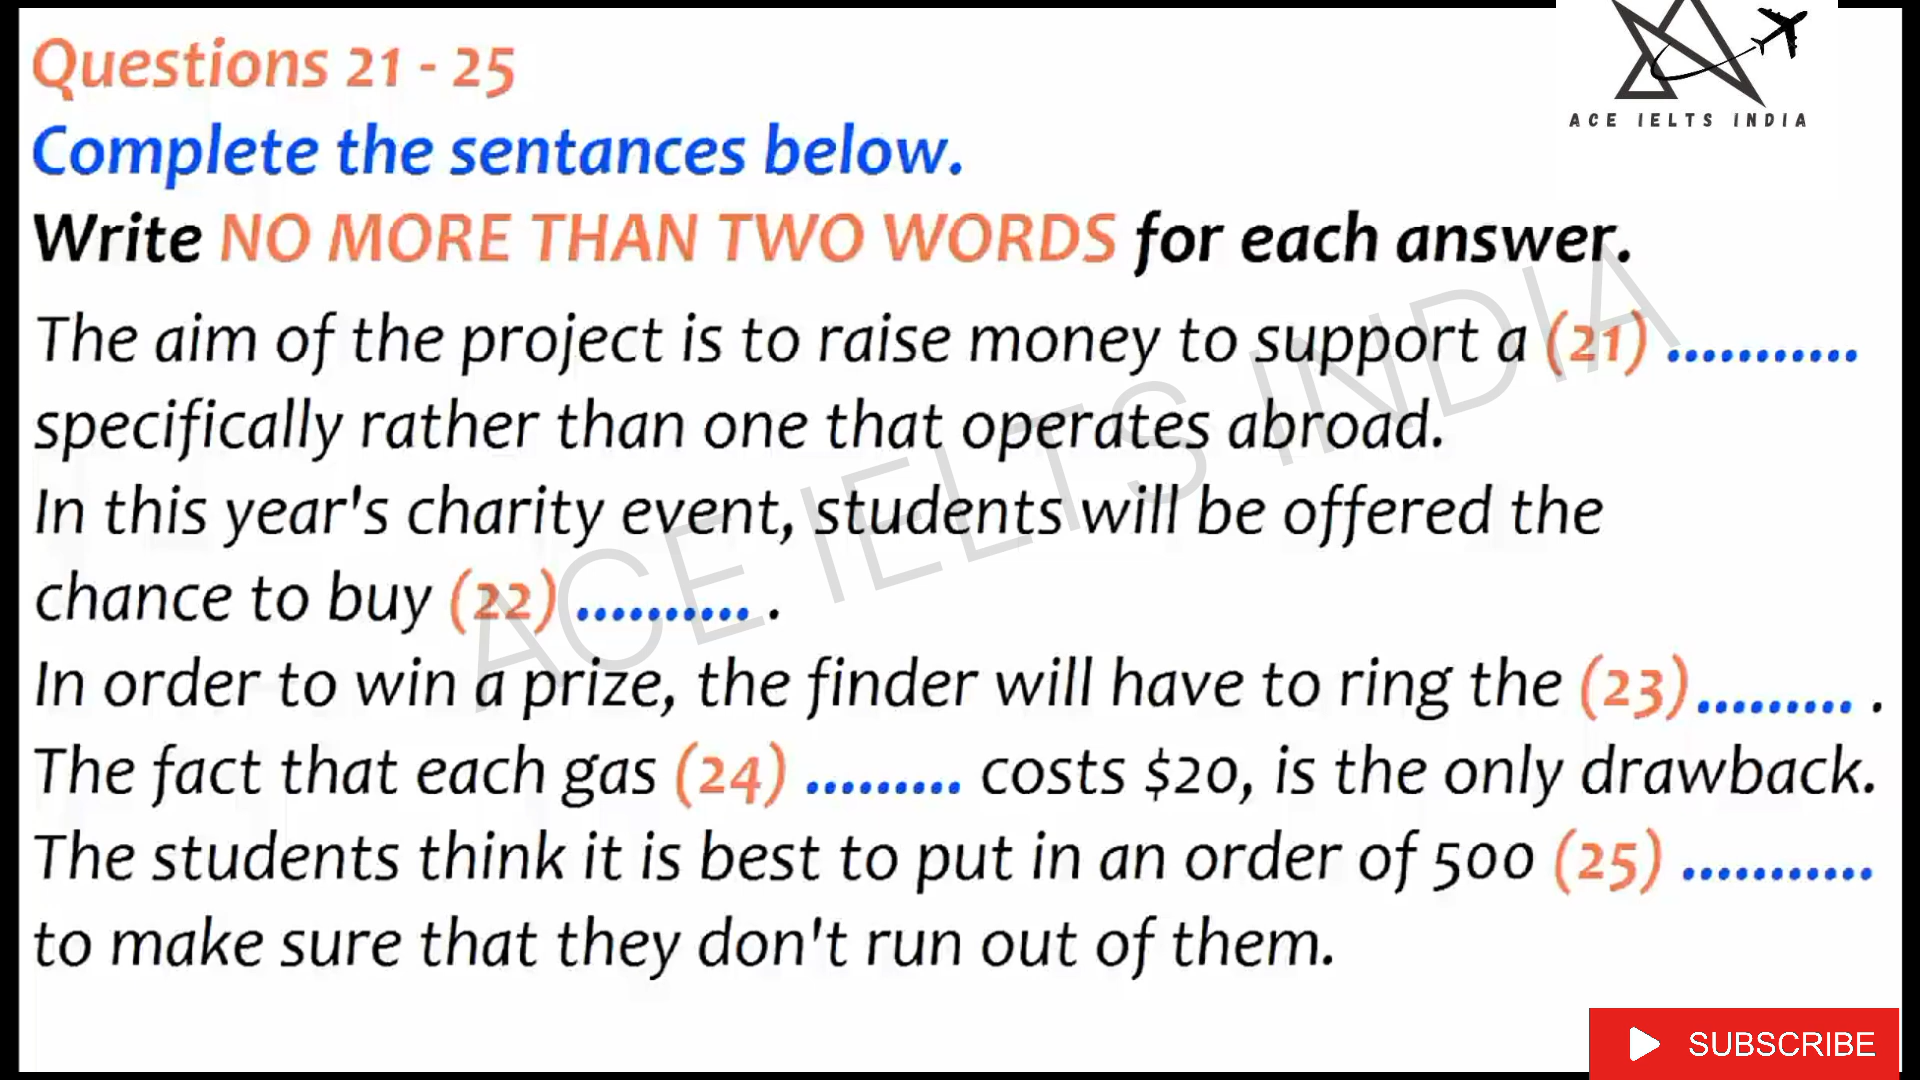 Questions 21 - 25
ACE IELTS INDIA
Complete the sentances below.
Write NO MORE THAN TWO WORDS for each answer.
The aim of the project is to raise money to support a (21) ...........
specifically rather than one that operates abroad.
In this year's charity event, students will be offered the
chance to buy (22) .......... .
In order to win a prize, the finder will have to ring the (23)......... .
The fact that each gas (24) ......... costs $20, is the only drawback.
The students think it is best to put in an order of 500 (25) ...........
to make sure that they don't run out of them.
ACE IELTS INDIA
SUBSCRIBE